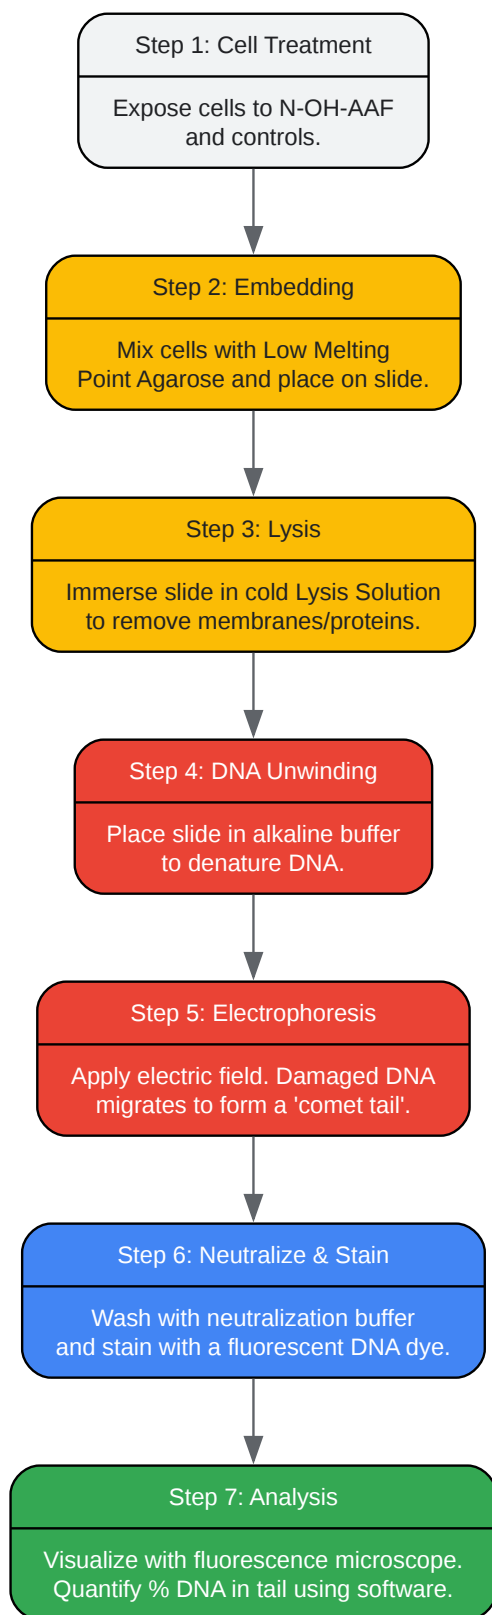 Step 1: Cell Treatment
Expose cells to N-OH-AAF
and controls.
Step 2: Embedding
Mix cells with Low Melting
Point Agarose and place on slide.
Step 3: Lysis
Immerse slide in cold Lysis Solution
to remove membranes/proteins.
Step 4: DNA Unwinding
Place slide in alkaline buffer
to denature DNA.
Step 5: Electrophoresis
Apply electric field. Damaged DNA
migrates to form a 'comet tail'.
Step 6: Neutralize & Stain
Wash with neutralization buffer
and stain with a fluorescent DNA dye.
Step 7: Analysis
Visualize with fluorescence microscope.
Quantify % DNA in tail using software.